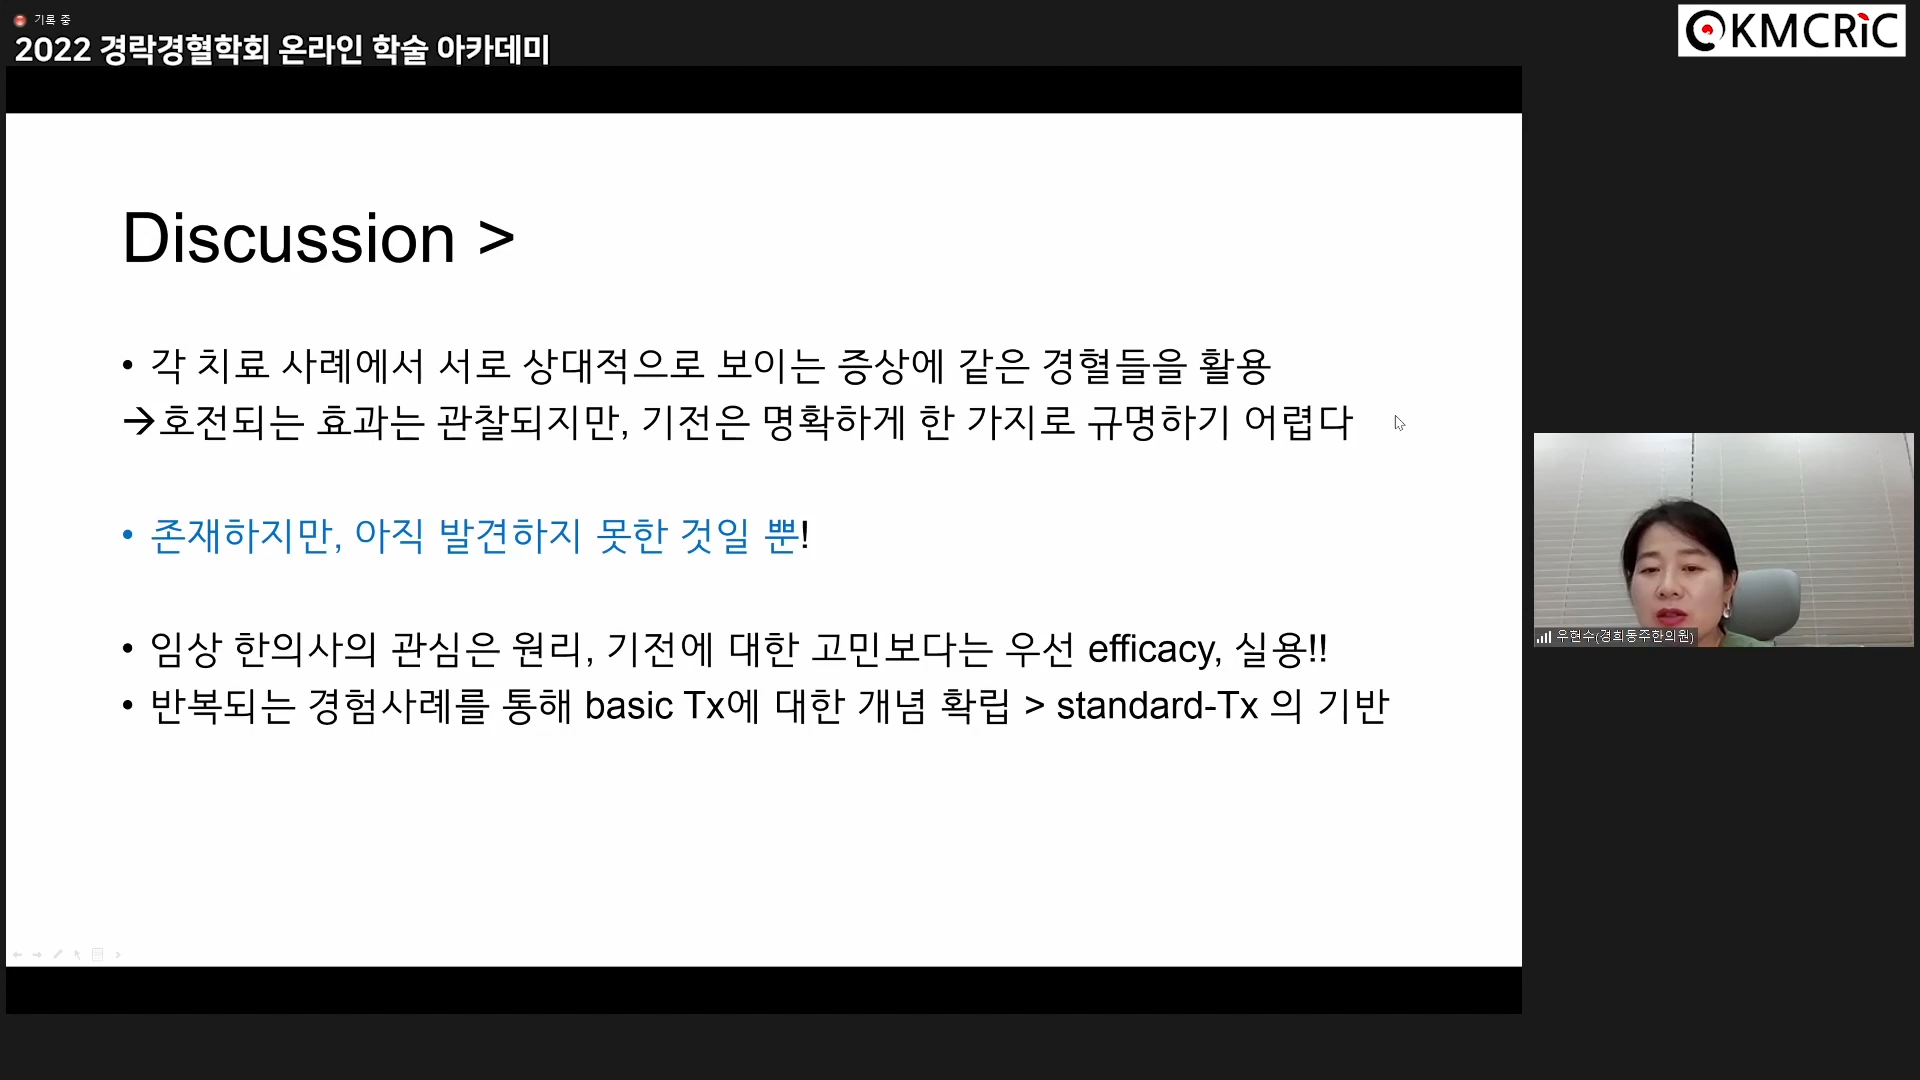 기록 중
2022 경락경혈학회 온라인 학술 아카데미
KMCRiC
Discussion >
• 각 치료 사례에서 서로 상대적으로 보이는 증상에 같은 경혈들을 활용
→호전되는 효과는 관찰되지만, 기전은 명확하게 한 가지로 규명하기 어렵다
• 존재하지만, 아직 발견하지 못한 것일 뿐!
• 임상 한의사의 관심은 원리, 기전에 대한 고민보다는 우선 efficacy, 실용!!
• 반복되는 경험사례를 통해 basic Tx에 대한 개념 확립 > standard-Tx 의 기반
우현수(경희동주한의원)